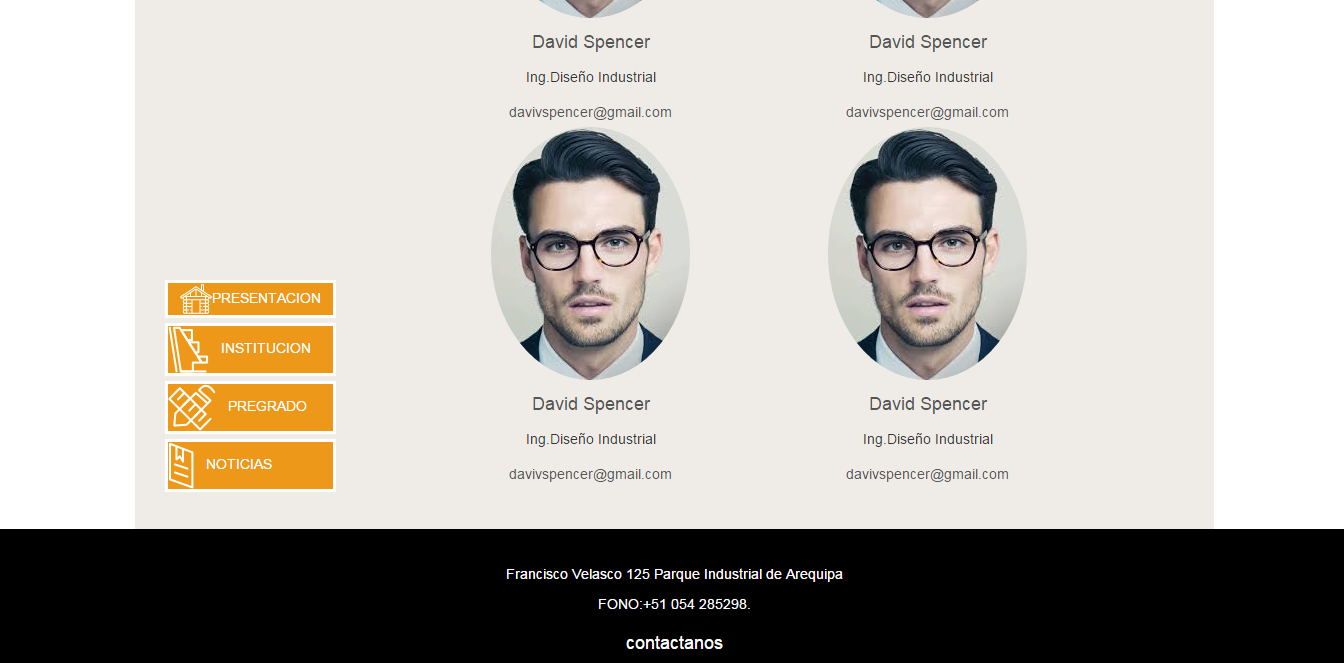 David Spencer
David Spencer
Ing.Diseño Industrial
Ing.Diseño Industrial
davivspencer@gmail.com
davivspencer@gmail.com
PRESENTACION
INSTITUCION
PREGRADO
NOTICIAS
David Spencer
David Spencer
Ing.Diseño Industrial
Ing.Diseño Industrial
davivspencer@gmail.com
davivspencer@gmail.com
Francisco Velasco 125 Parque Industrial de Arequipa
FONO:+51 054 285298.
contactanos